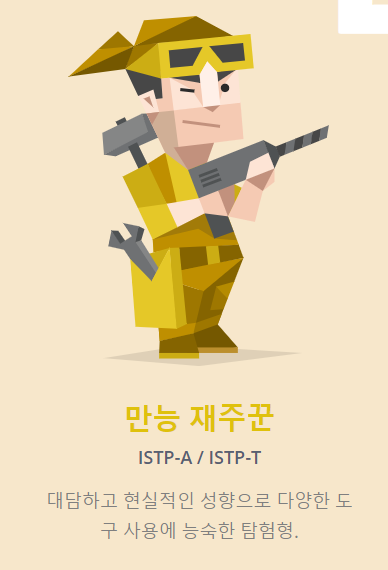 만능 재주꾼
ISTP-A / ISTP-T
대담하고 현실적인 성향으로 다양한 도
구 사용에 능숙한 탐험형.